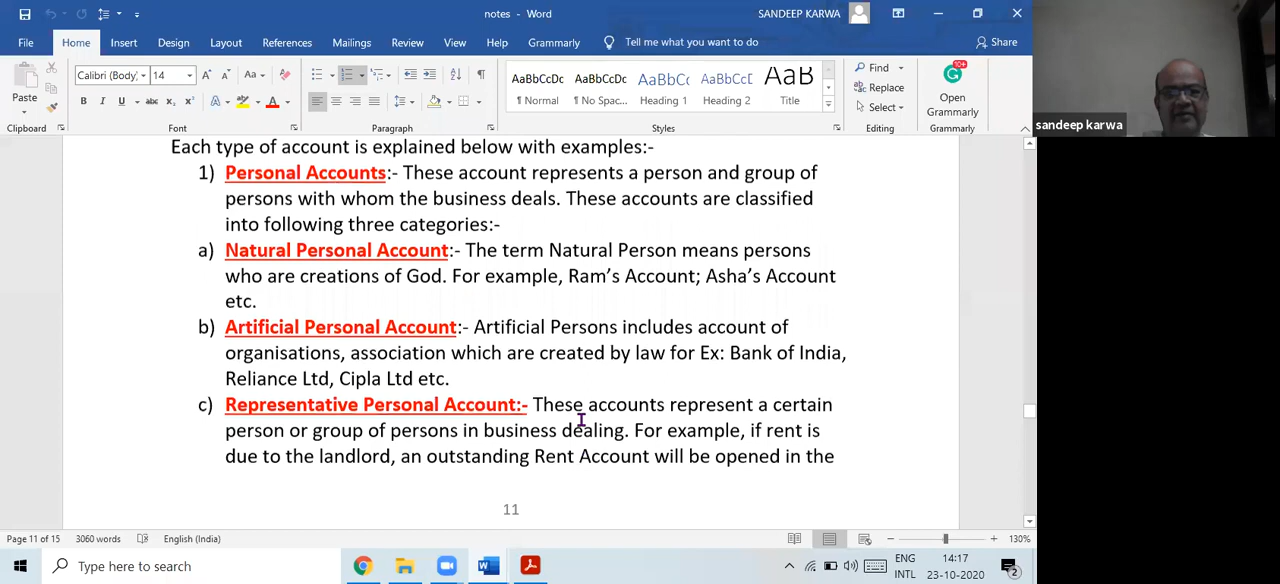 notes - Word
SANDEEP KARWA
File Home Insert Design Layout References Mailings Review View Help Grammarly Tell me what you want to do Share
Paste
Clipboard
Calibri (Body) 14
Aa
B I U abc x₂ x²
Font
Paragraph
AaBbCcDc AaBbCcDc AaBbCc AaBbCcD AaB
¶ Normal ¶ No Spac... Heading 1 Heading 2 Title
Styles
Find
Replace
Select
Editing
10+
Open
Grammarly
Grammarly
sandeep karwa
Each type of account is explained below with examples:-
1) Personal Accounts:- These account represents a person and group of
persons with whom the business deals. These accounts are classified
into following three categories:-
a) Natural Personal Account:- The term Natural Person means persons
who are creations of God. For example, Ram's Account; Asha's Account
etc.
b) Artificial Personal Account:- Artificial Persons includes account of
organisations, association which are created by law for Ex: Bank of India,
Reliance Ltd, Cipla Ltd etc.
c) Representative Personal Account:- These accounts represent a certain
person or group of persons in business dealing. For example, if rent is
due to the landlord, an outstanding Rent Account will be opened in the
11
Page 11 of 15 3060 words English (India) 130%
Type here to search
ENG
INTL
14:17
23-10-2020
2